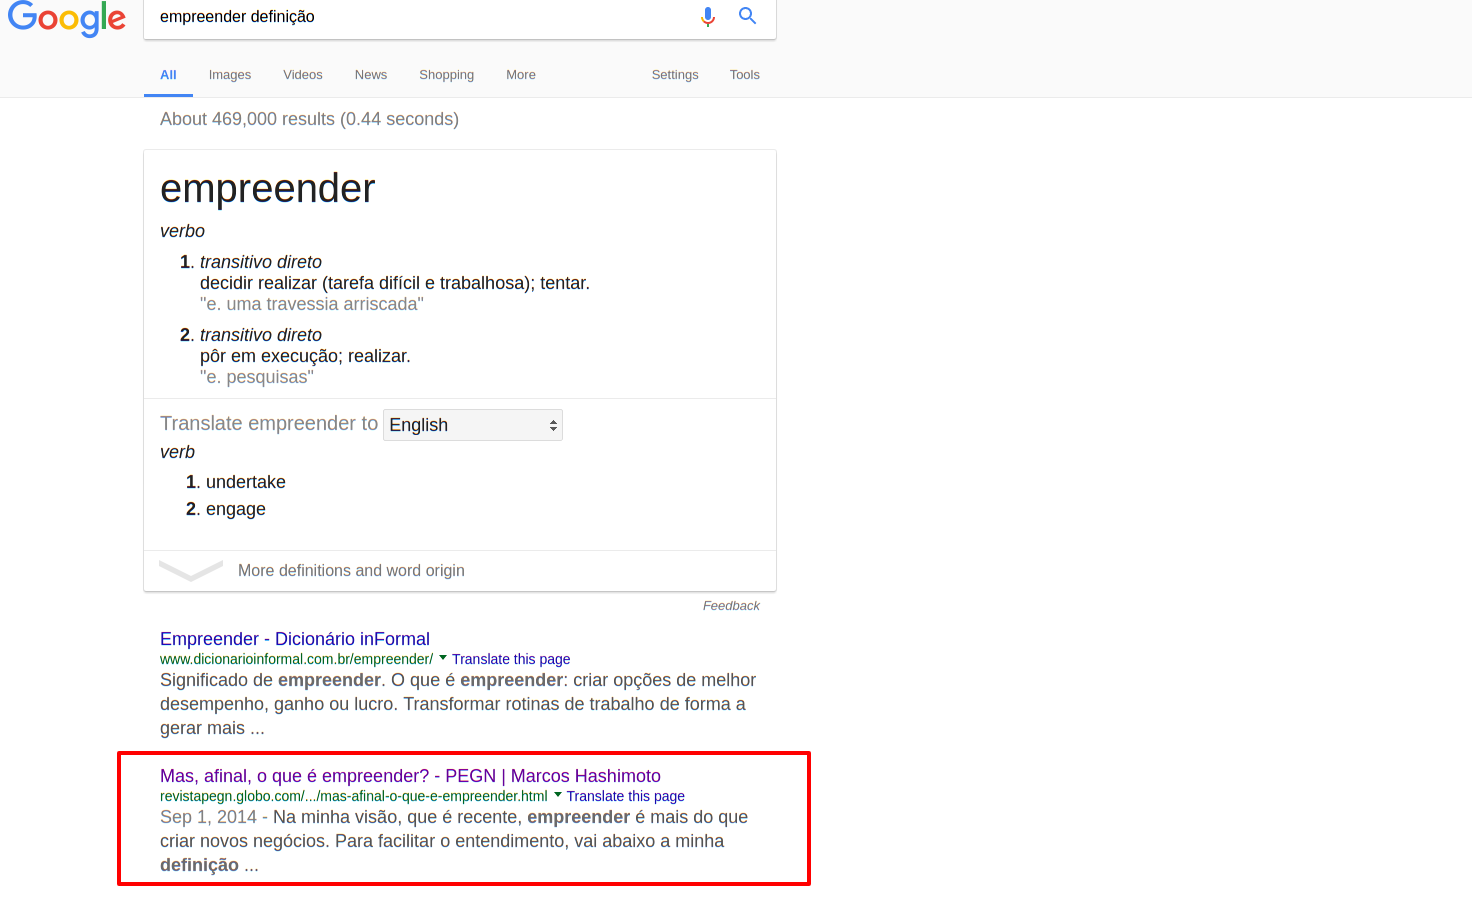 Google
empreender definição
All Images Videos News Shopping More Settings Tools
About 469,000 results (0.44 seconds)
empreender
verbo
1. transitivo direto
decidir realizar (tarefa difícil e trabalhosa); tentar.
"e. uma travessia arriscada"
2. transitivo direto
pôr em execução; realizar.
"e. pesquisas"
Translate empreender to English
verb
1. undertake
2. engage
More definitions and word origin
Feedback
Empreender - Dicionário inFormal
www.dicionarioinformal.com.br/empreender/ Translate this page
Significado de empreender. O que é empreender: criar opções de melhor
desempenho, ganho ou lucro. Transformar rotinas de trabalho de forma a
gerar mais ...
Mas, afinal, o que é empreender? - PEGN | Marcos Hashimoto
revistapegn.globo.com/.../mas-afinal-o-que-e-empreender.html Translate this page
Sep 1, 2014 - Na minha visão, que é recente, empreender é mais do que
criar novos negócios. Para facilitar o entendimento, vai abaixo a minha
definição ...